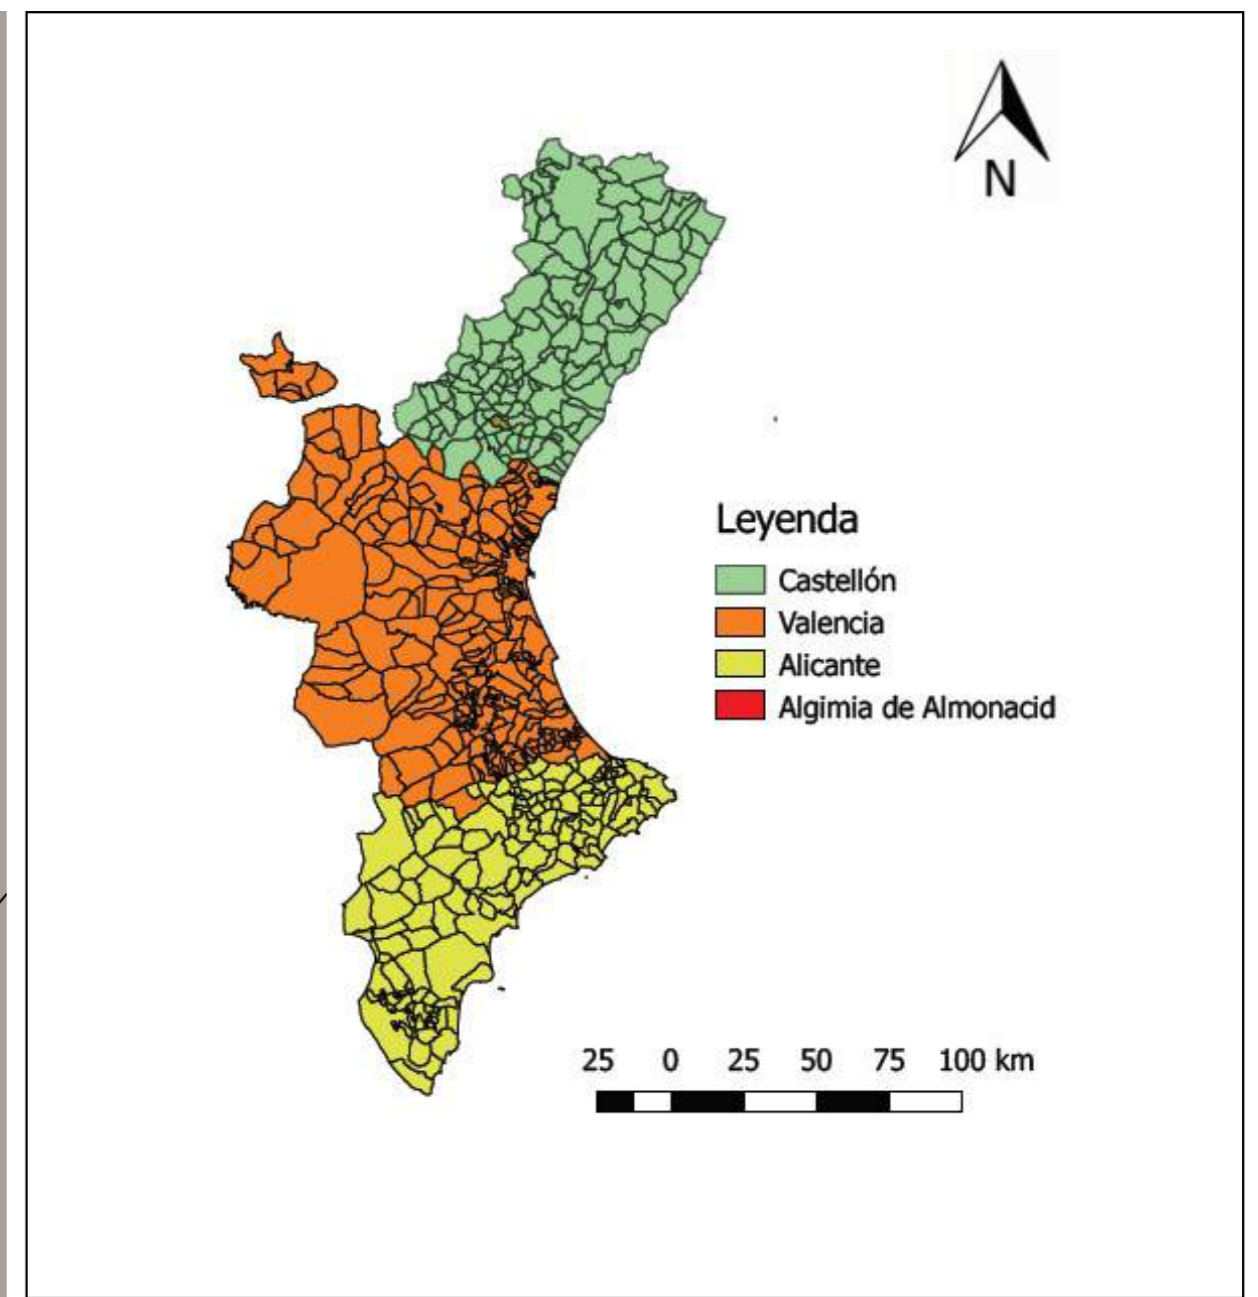 N
Leyenda
Castellón
Valencia
Alicante
Algimia de Almonacid
25 0 25 50 75 100 km